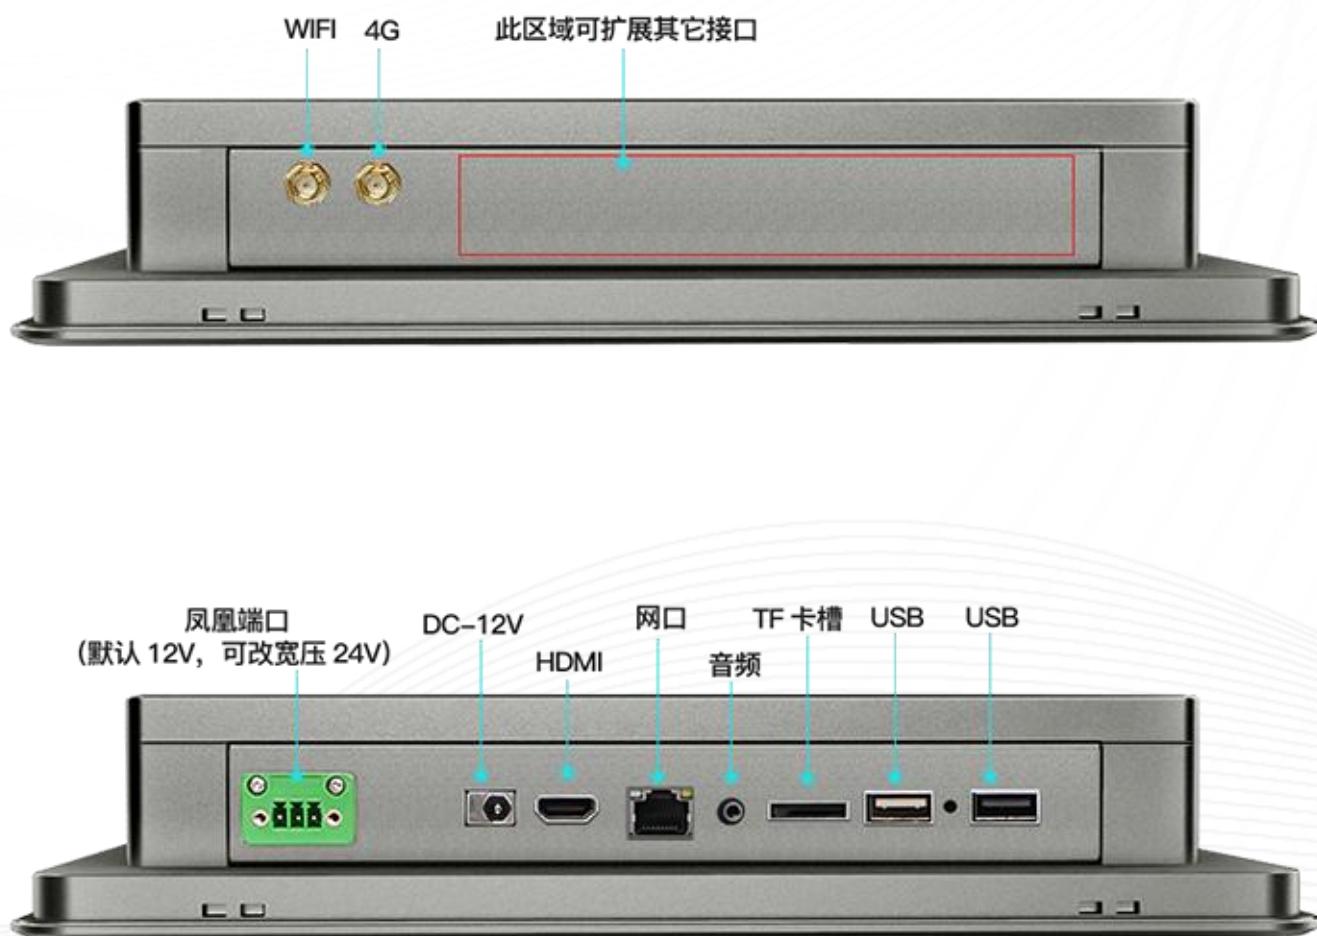 WIFI
4G
此区域可扩展其它接口
凤凰端口
（默认 12V，可改宽压 24V）
DC-12V
HDMI
网口
音频
TF 卡槽
USB
USB